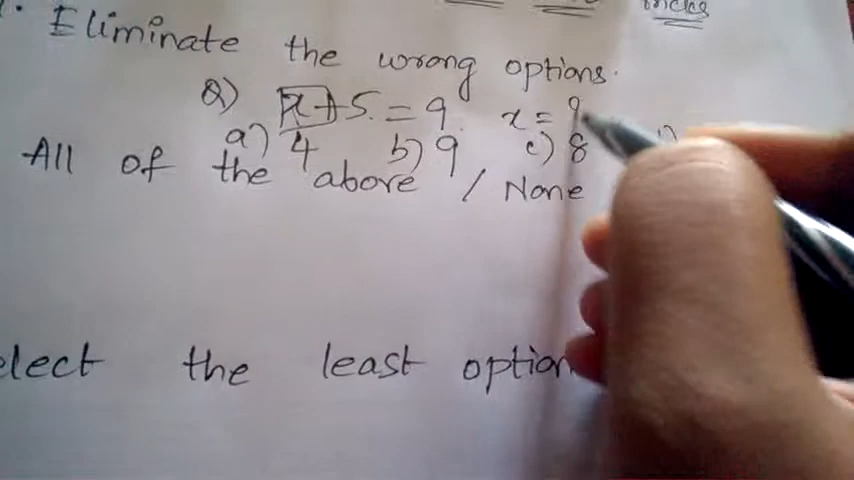 Eliminate the wrong options.
Q) x + 5 = 9 x = 9
a) 4 b) 9 c) 8
All of the above / None
elect the least option